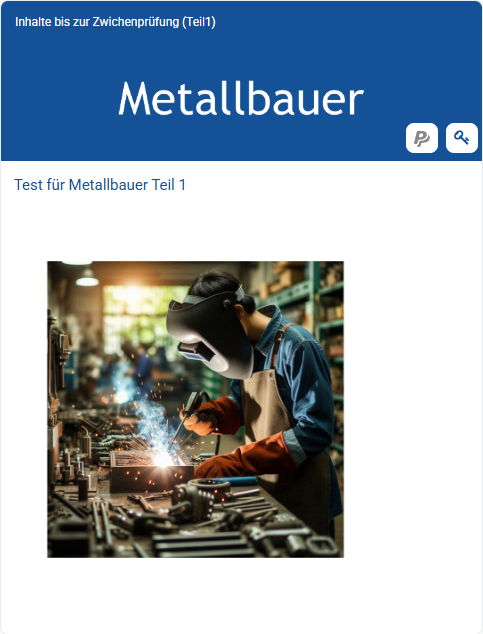 Inhalte bis zur Zwichenprüfung (Teil1)
Metallbauer
Test für Metallbauer Teil 1